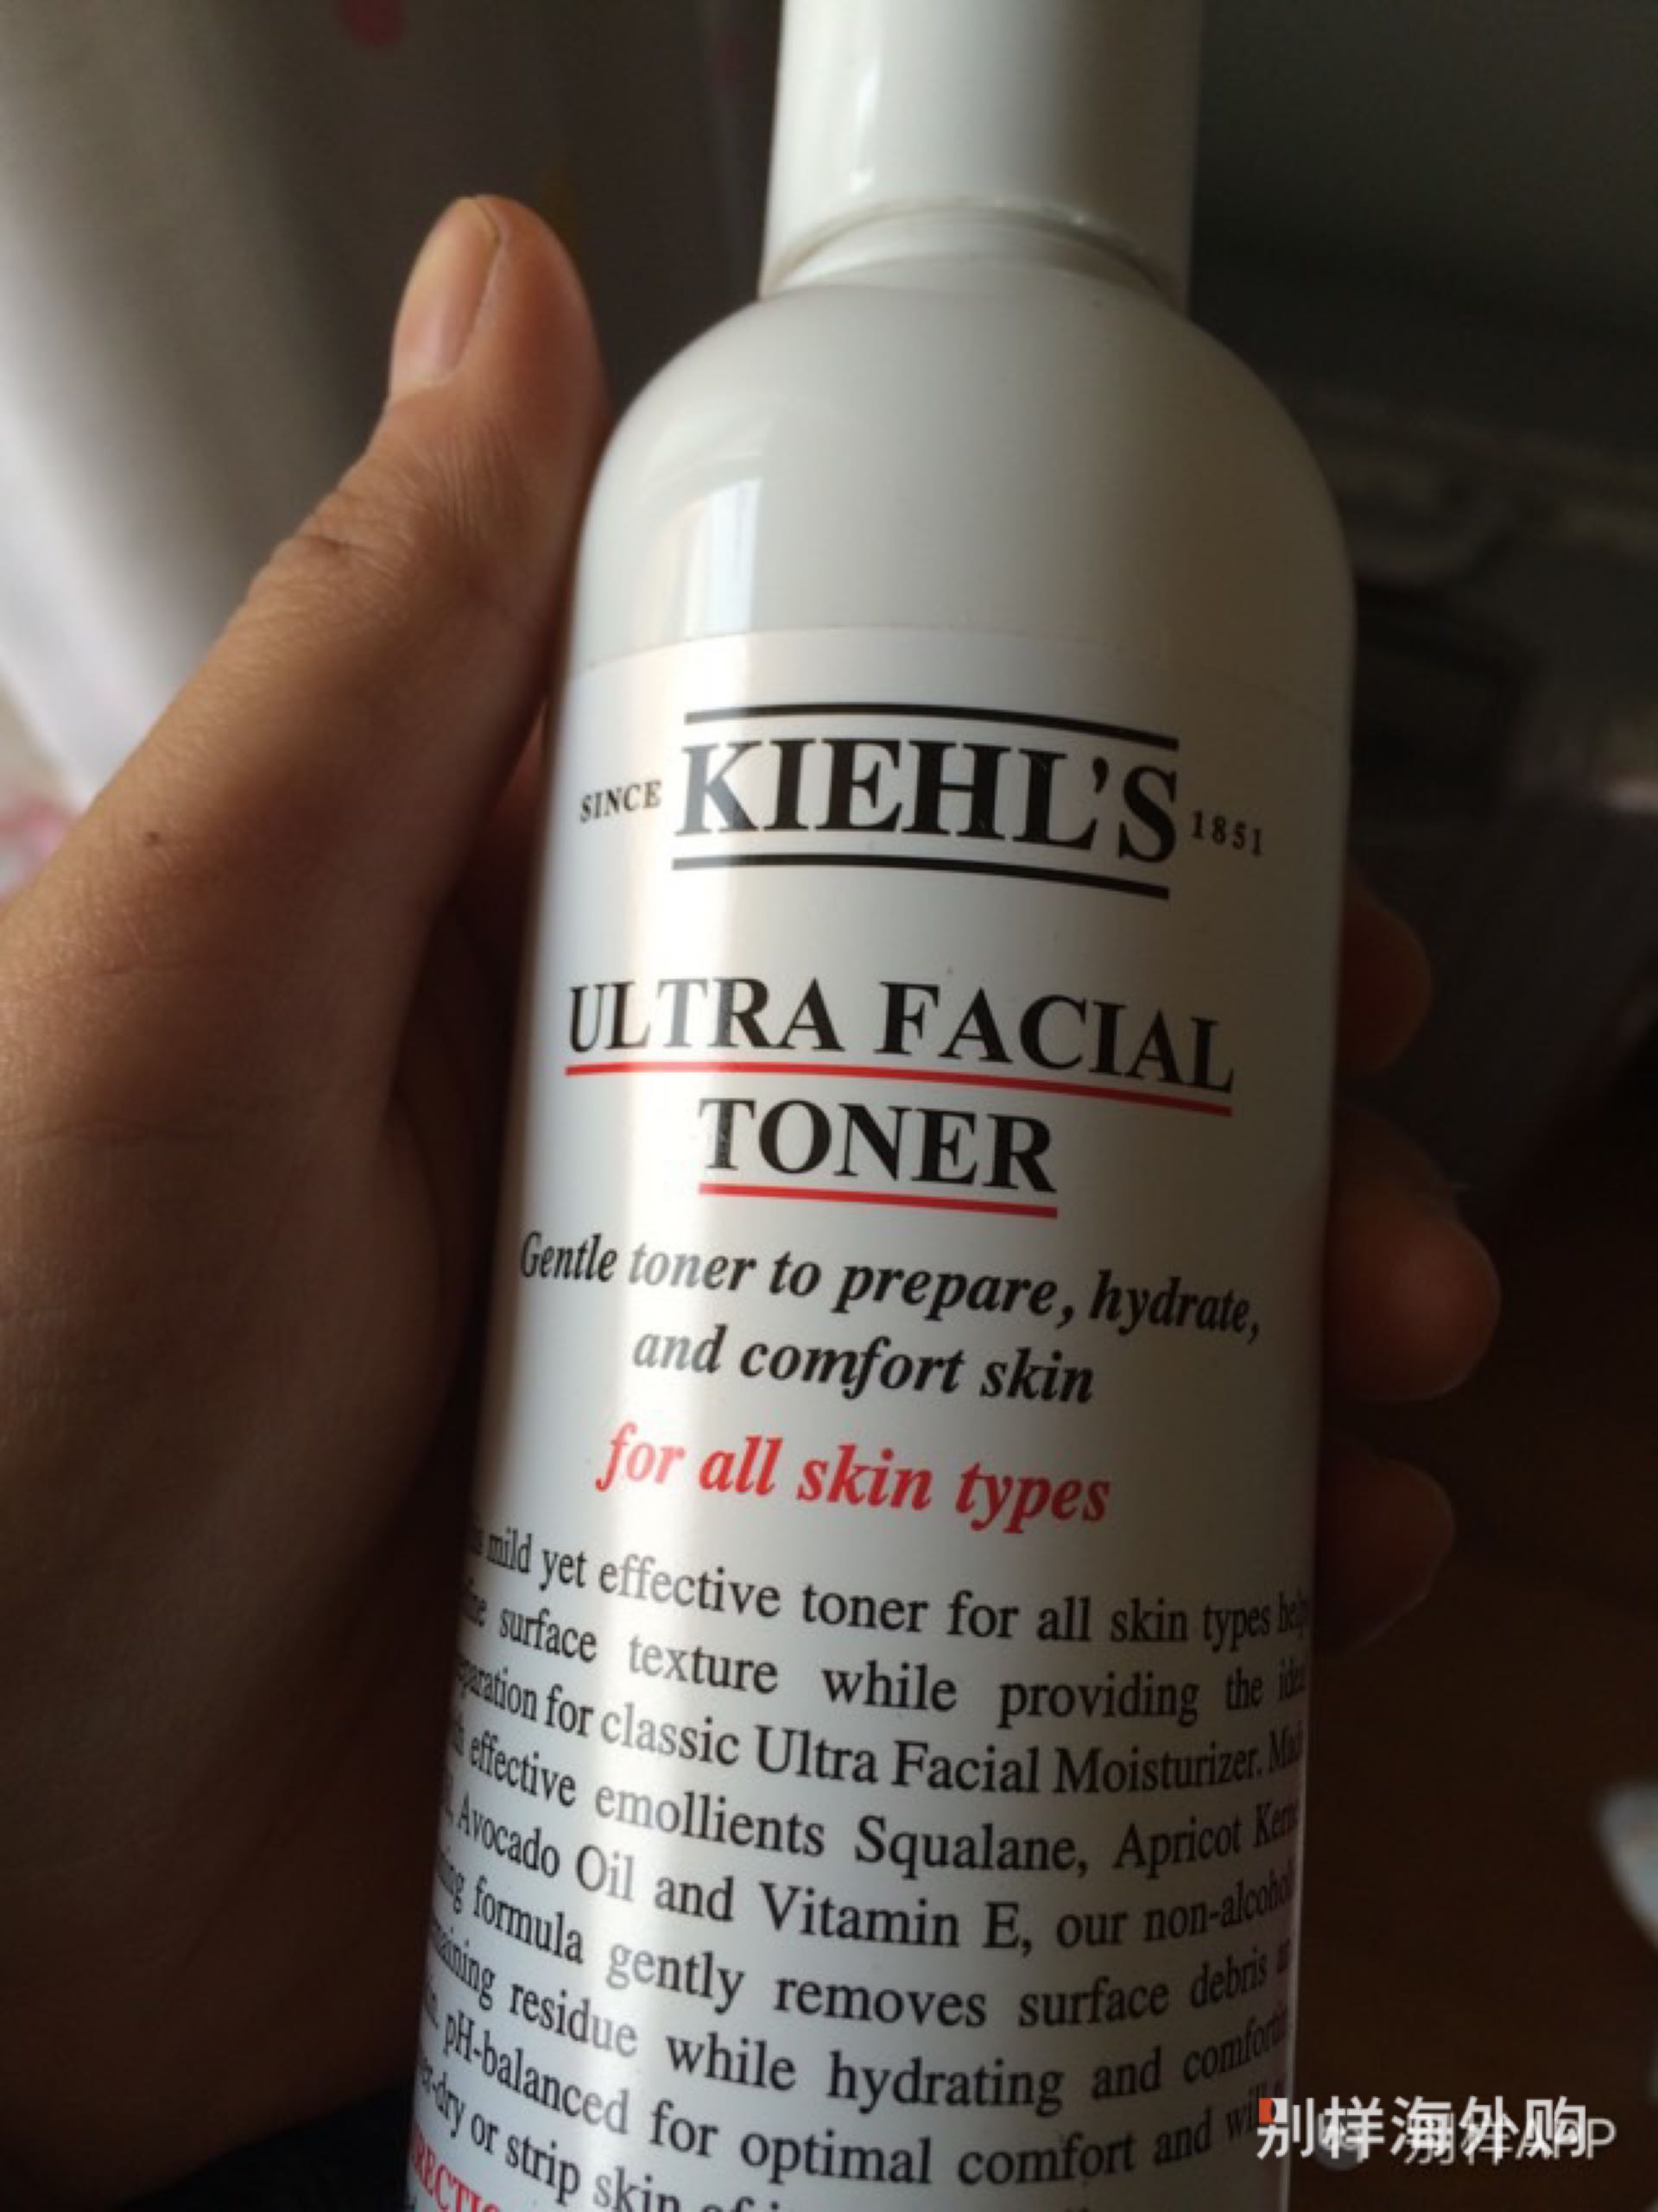 SINCE KIEHL'S 1851
ULTRA FACIAL
TONER
Gentle toner to prepare, hydrate,
and comfort skin
for all skin types
mild yet effective toner for all skin types
surface texture while providing the
for classic Ultra Facial Moisturizer.
effective emollients Squalane, Apricot
Avocado Oil and Vitamin E, our
formula gently removes surface debris
residue while hydrating and
pH-balanced for optimal comfort and
or strip skin
别样海外购